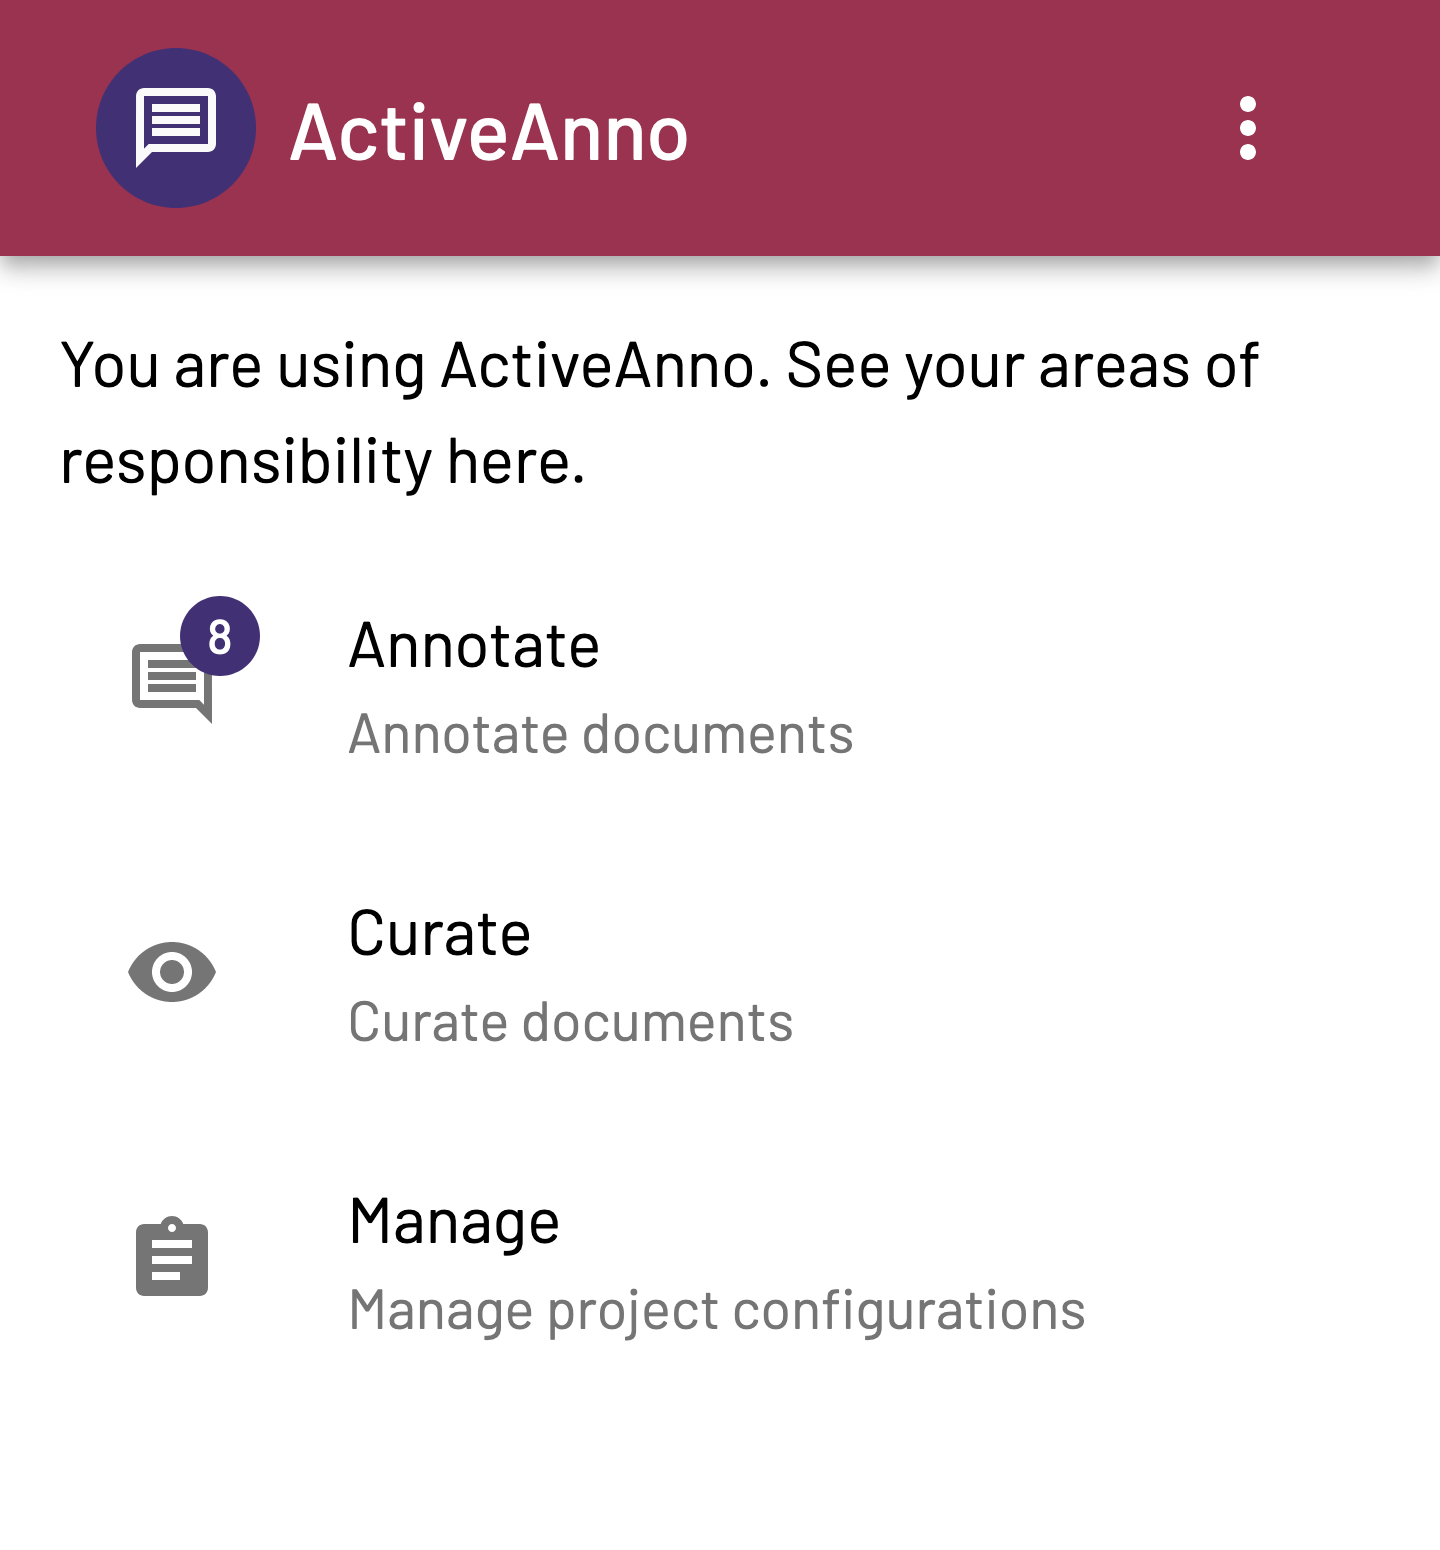 ActiveAnno
You are using ActiveAnno. See your areas of
responsibility here.
8
Annotate
Annotate documents
Curate
Curate documents
Manage
Manage project configurations